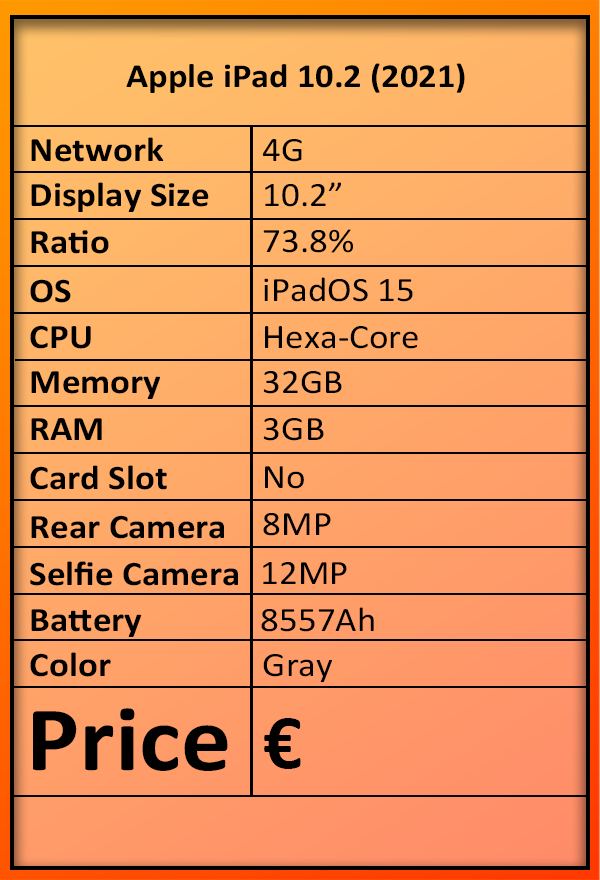 Apple iPad 10.2 (2021)
Network 4G
Display Size 10.2”
Ratio 73.8%
OS iPadOS 15
CPU Hexa-Core
Memory 32GB
RAM 3GB
Card Slot No
Rear Camera 8MP
Selfie Camera 12MP
Battery 8557Ah
Color Gray
Price €